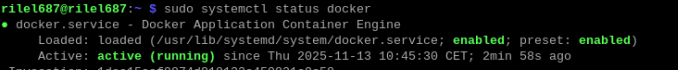 rilel687@rilel687:~ $ sudo systemctl status docker
● docker.service - Docker Application Container Engine
Loaded: loaded (/usr/lib/systemd/system/docker.service; enabled; preset: enabled)
Active: active (running) since Thu 2025-11-13 10:45:30 CET; 2min 58s ago